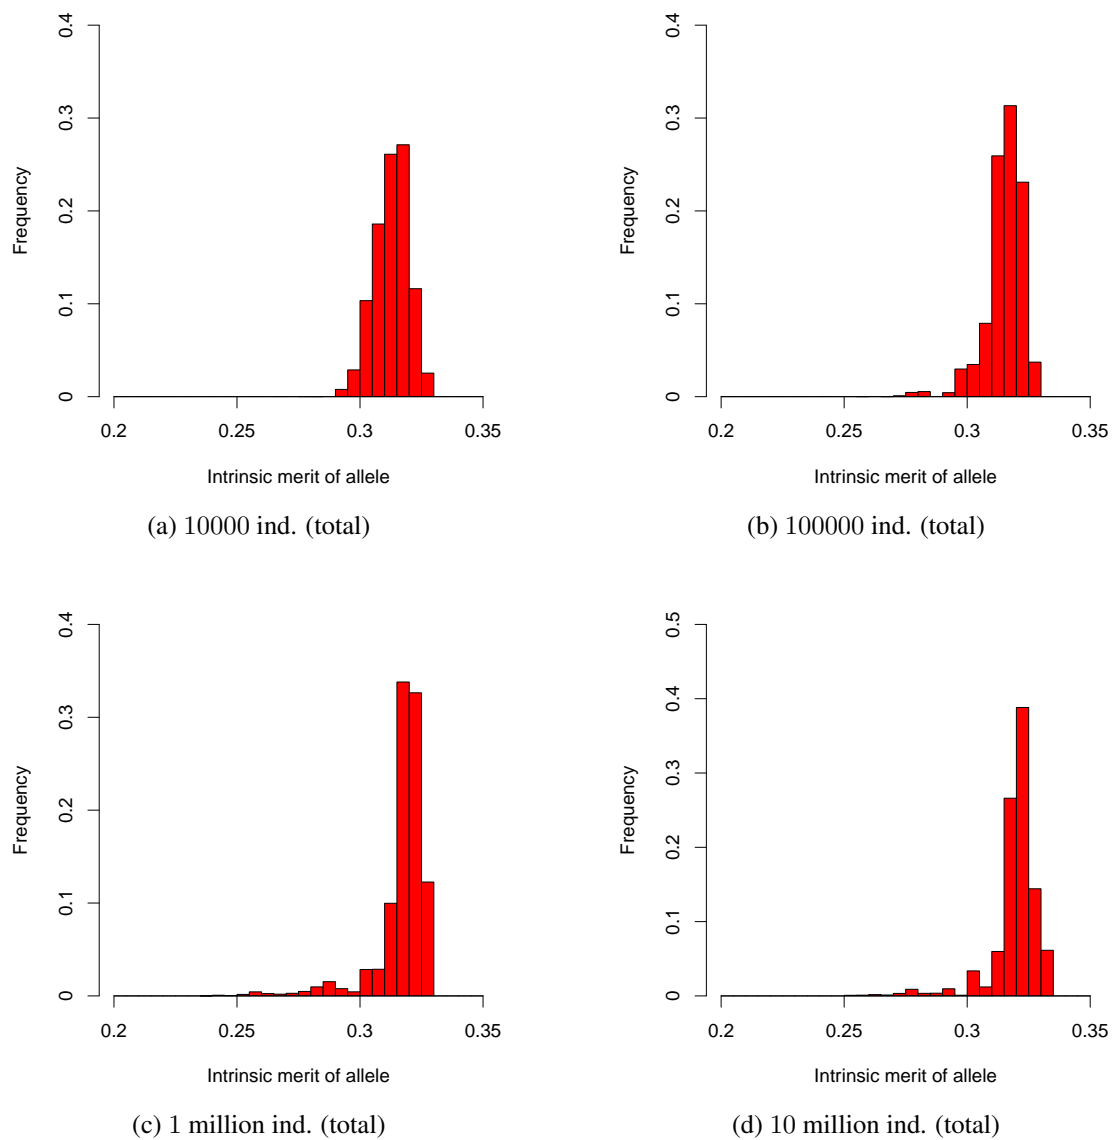 0.4
0.3
0.2
0.1
0
Frequency
0.2 0.25 0.3 0.35
Intrinsic merit of allele
(a) 10000 ind. (total)
0.4
0.3
0.2
0.1
0
Frequency
0.2 0.25 0.3 0.35
Intrinsic merit of allele
(b) 100000 ind. (total)
0.4
0.3
0.2
0.1
0
Frequency
0.2 0.25 0.3 0.35
Intrinsic merit of allele
(c) 1 million ind. (total)
0.5
0.4
0.3
0.2
0.1
0
Frequency
0.2 0.25 0.3 0.35
Intrinsic merit of allele
(d) 10 million ind. (total)